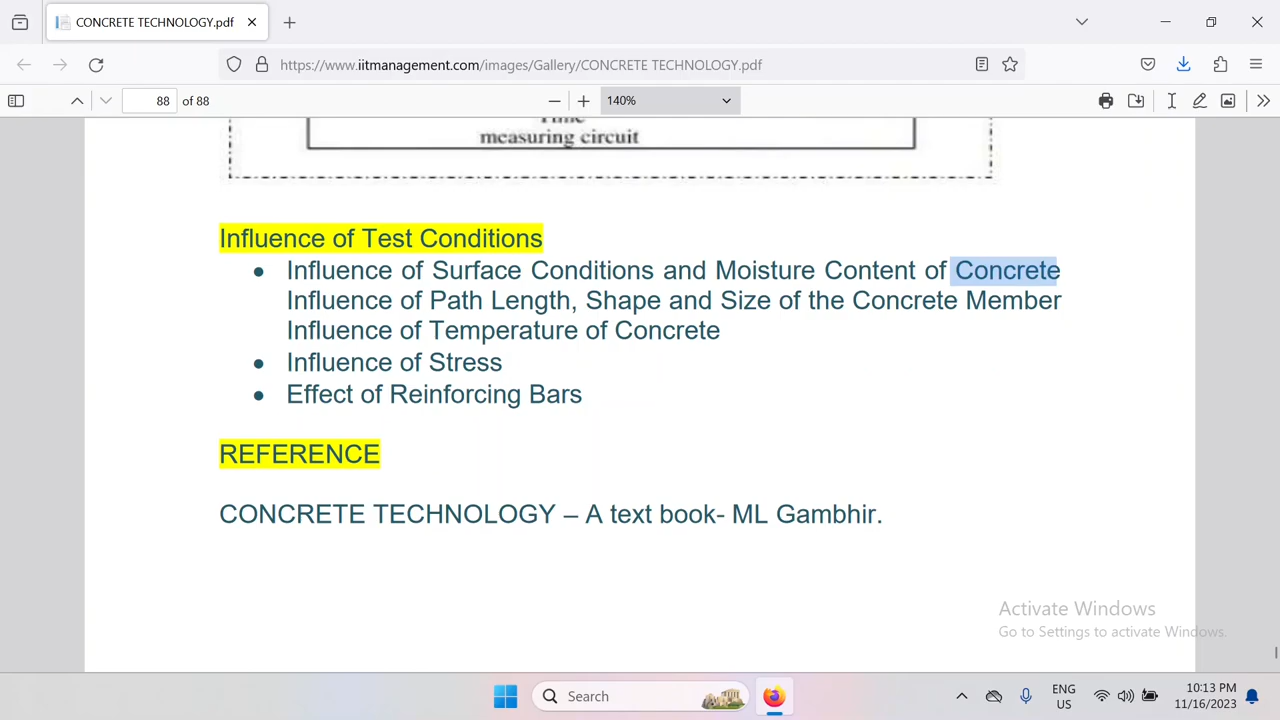 CONCRETE TECHNOLOGY.pdf
https://www.iitmanagement.com/images/Gallery/CONCRETE TECHNOLOGY.pdf
88 of 88
140%
measuring circuit
Influence of Test Conditions
• Influence of Surface Conditions and Moisture Content of Concrete
Influence of Path Length, Shape and Size of the Concrete Member
Influence of Temperature of Concrete
• Influence of Stress
• Effect of Reinforcing Bars
REFERENCE
CONCRETE TECHNOLOGY – A text book- ML Gambhir.
Activate Windows
Go to Settings to activate Windows.
Search
ENG
US
10:13 PM
11/16/2023